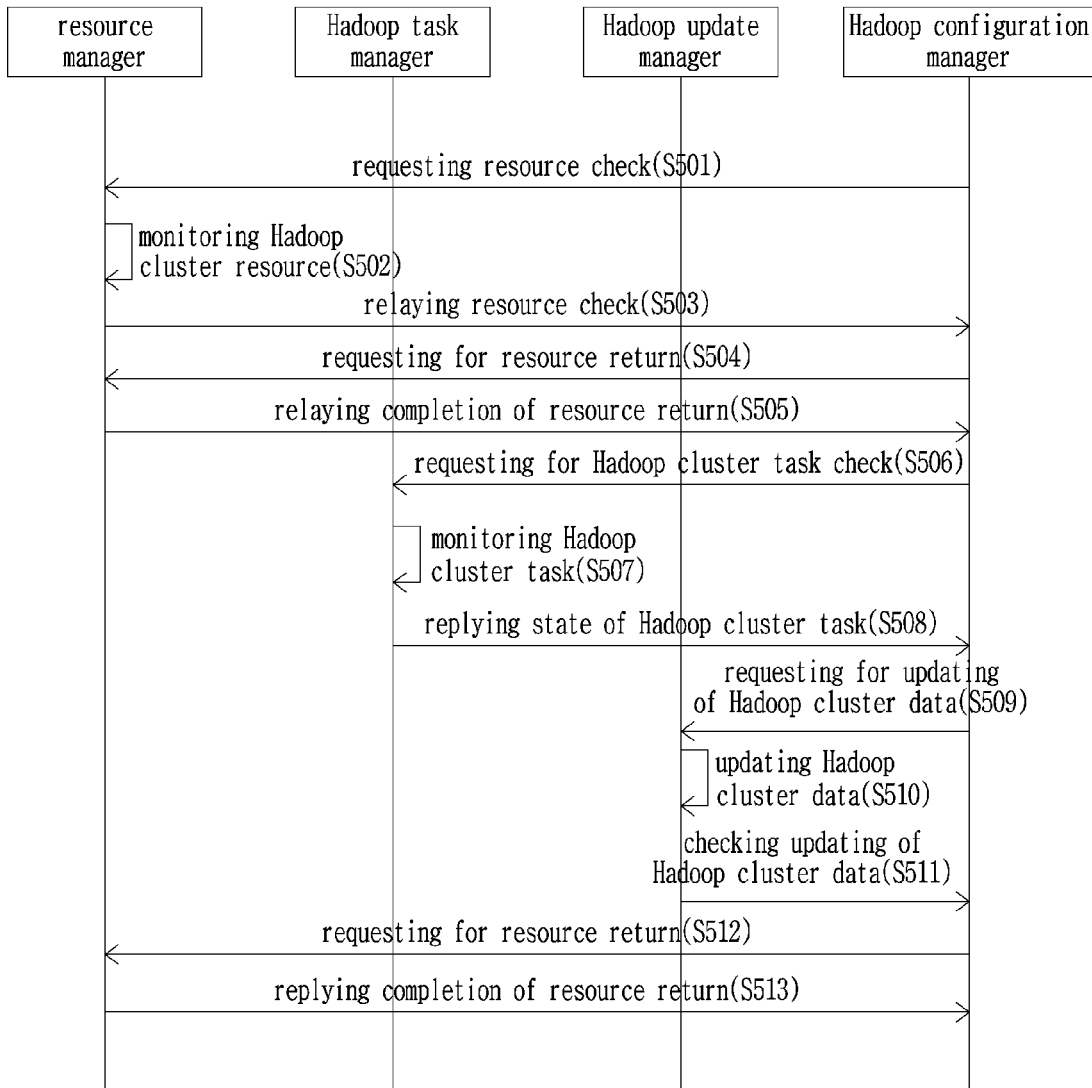 resource
manager
Hadoop task
manager
Hadoop update
manager
Hadoop configuration
manager
requesting resource check(S501)
monitoring Hadoop
cluster resource(S502)
relaying resource check(S503)
requesting for resource return(S504)
relaying completion of resource return(S505)
requesting for Hadoop cluster task check(S506)
monitoring Hadoop
cluster task(S507)
replying state of Hadoop cluster task(S508)
requesting for updating
of Hadoop cluster data(S509)
updating Hadoop
cluster data(S510)
checking updating of
Hadoop cluster data(S511)
requesting for resource return(S512)
replying completion of resource return(S513)